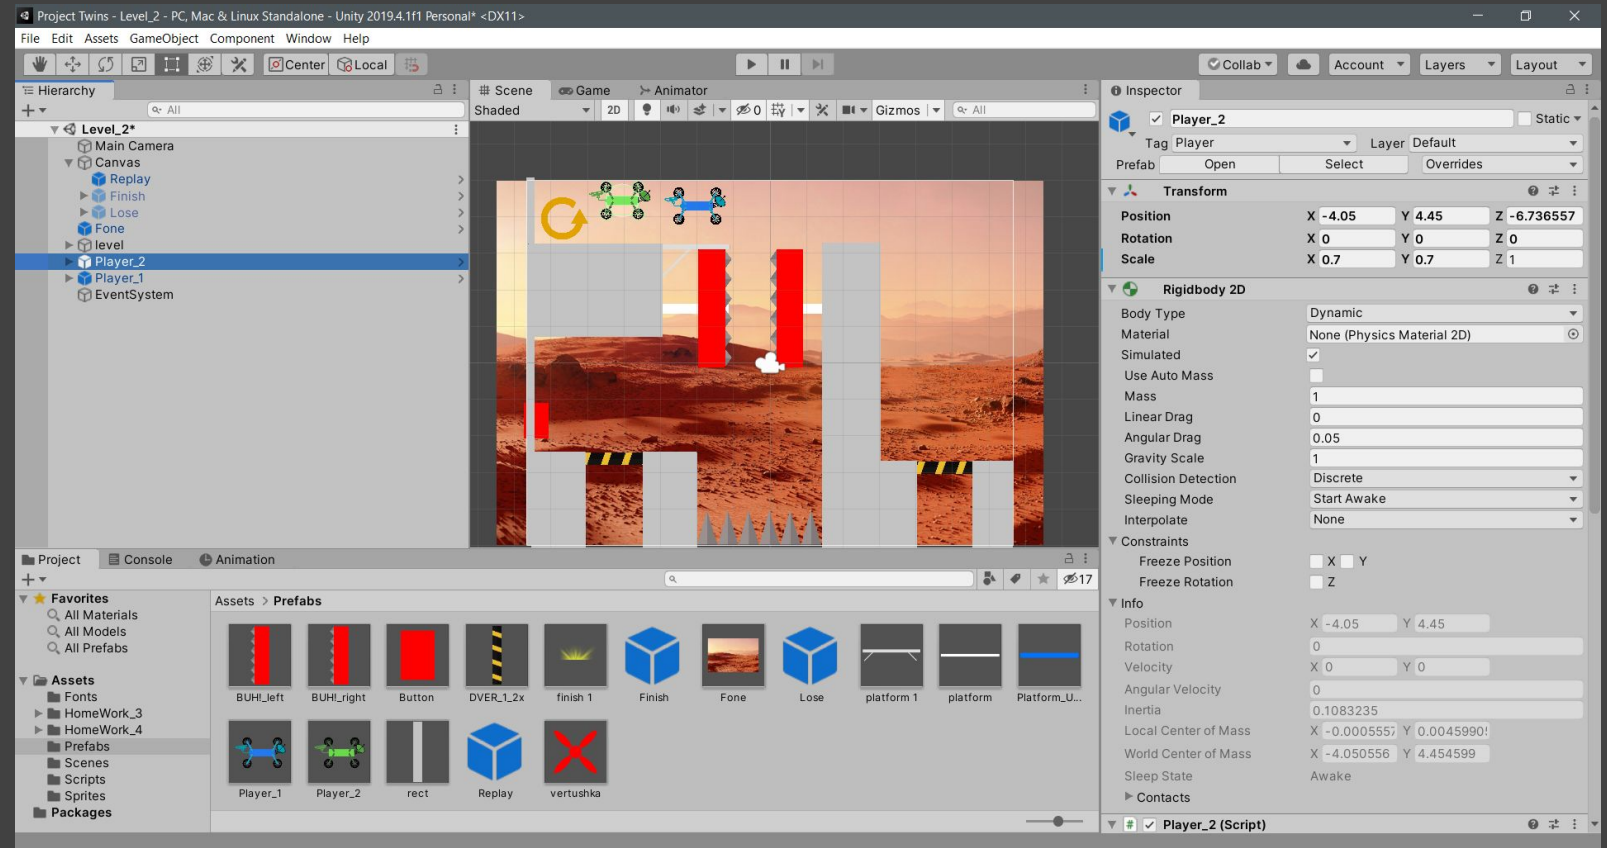 Project Twins - Level_2 - PC, Mac & Linux Standalone - Unity 2019.4.1f1 Personal* <DX11>
File Edit Assets GameObject Component Window Help
Center Local Collab Account Layers Layout
Hierarchy
All
Level_2*
Main Camera
Canvas
Replay
Finish
Lose
Fone
level
Player_2
Player_1
EventSystem
Scene Game Animator
Shaded 2D 0 Gizmos All
Inspector
Player_2 Static
Tag Player Layer Default
Prefab Open Select Overrides
Transform
Position X -4.05 Y 4.45 Z -6.736557
Rotation X 0 Y 0 Z 0
Scale X 0.7 Y 0.7 Z 1
Rigidbody 2D
Body Type Dynamic
Material None (Physics Material 2D)
Simulated
Use Auto Mass
Mass 1
Linear Drag 0
Angular Drag 0.05
Gravity Scale 1
Collision Detection Discrete
Sleeping Mode Start Awake
Interpolate None
Constraints
Freeze Position X Y
Freeze Rotation Z
Info
Position X -4.05 Y 4.45
Rotation 0
Velocity X 0 Y 0
Angular Velocity 0
Inertia 0.1083235
Local Center of Mass X -0.000555 Y 0.0045990
World Center of Mass X -4.050556 Y 4.454599
Sleep State Awake
Contacts
Player_2 (Script)
Project Console Animation
17
Favorites
All Materials
All Models
All Prefabs
Assets
Fonts
HomeWork_3
HomeWork_4
Prefabs
Scenes
Scripts
Sprites
Packages
Assets > Prefabs
BUH!_left BUH!_right Button DVER_1_2x finish 1 Finish Fone Lose platform 1 platform Platform_U...
Player_1 Player_2 rect Replay vertushka